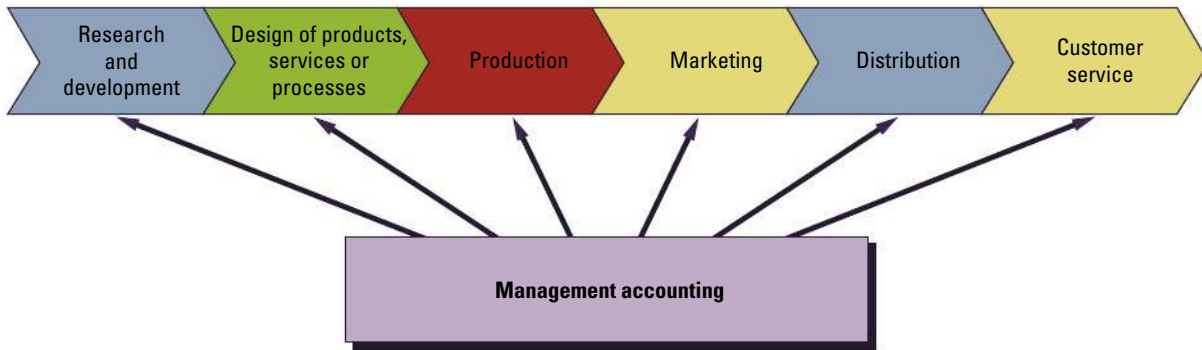 Research
and
development
Design of products,
services or
processes
Production
Marketing
Distribution
Customer
service
Management accounting